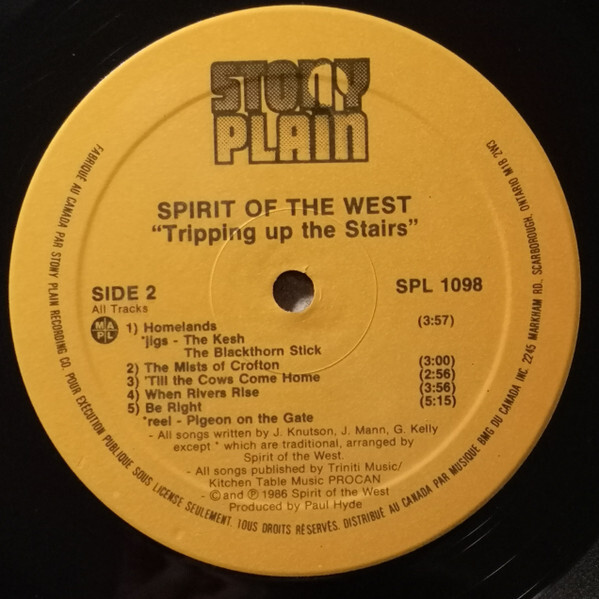 STONY
PLAIN
SPIRIT OF THE WEST
"Tripping up the Stairs"
SIDE 2
SPL 1098
All Tracks
MAPL
1) Homelands (3:57)
*jigs - The Kesh
The Blackthorn Stick
2) The Mists of Crofton (3:00)
3) 'Till the Cows Come Home (2:56)
4) When Rivers Rise (3:56)
5) Be Right (5:15)
*reel - Pigeon on the Gate
- All songs written by J. Knutson, J. Mann, G. Kelly
except * which are traditional, arranged by
Spirit of the West.
- All songs published by Triniti Music/
Kitchen Table Music PROCAN
- © and ℗ 1986 Spirit of the West
Produced by Paul Hyde
FABRIQUÉ AU CANADA PAR STONY PLAIN RECORDING CO. POUR EXÉCUTION PUBLIQUE SOUS LICENSE SEULEMENT. TOUS DROITS RÉSERVÉS. DISTRIBUÉ AU CANADA PAR MUSIQUE BMG DU CANADA INC. 2245 MARKHAM RD., SCARBOROUGH, ONTARIO M1B 2W3